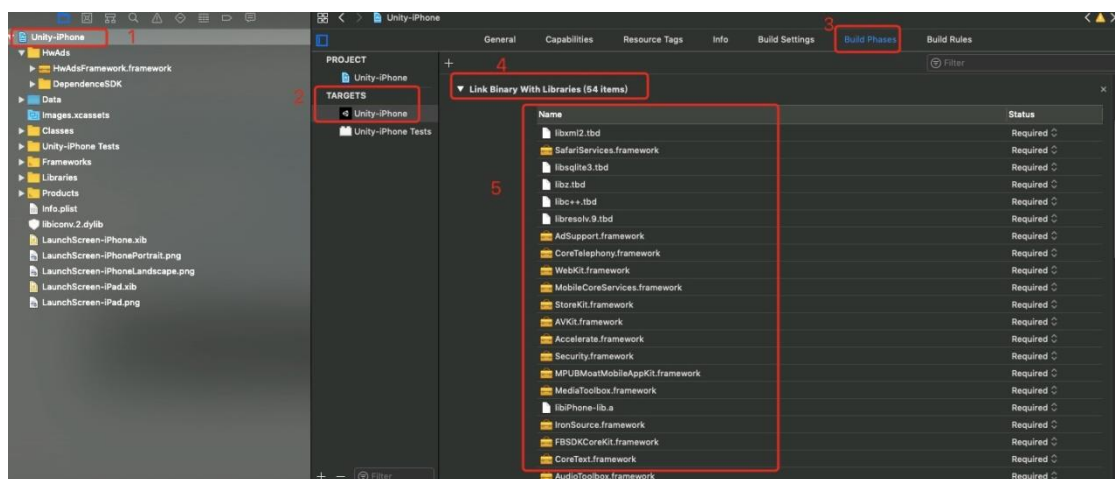 Unity-iPhone
General Capabilities Resource Tags Info Build Settings Build Phases Build Rules
Unity-iPhone 1
HwAds
HwAdsFramework.framework
DependenceSDK
Data
Images.xcassets
Classes
Unity-iPhone Tests
Frameworks
Libraries
Products
Info.plist
libiconv.2.dylib
LaunchScreen-iPhone.xib
LaunchScreen-iPhonePortrait.png
LaunchScreen-iPhoneLandscape.png
LaunchScreen-iPad.xib
LaunchScreen-iPad.png
PROJECT
Unity-iPhone
2 TARGETS
Unity-iPhone
Unity-iPhone Tests
+ − Filter
3
+ 4 Filter
Link Binary With Libraries (54 items) ×
Name Status
libxml2.tbd Required
SafariServices.framework Required
libsqlite3.tbd Required
5 libz.tbd Required
libc++.tbd Required
libresolv.9.tbd Required
AdSupport.framework Required
CoreTelephony.framework Required
WebKit.framework Required
MobileCoreServices.framework Required
StoreKit.framework Required
AVKit.framework Required
Accelerate.framework Required
Security.framework Required
MPUBMoatMobileAppKit.framework Required
MediaToolbox.framework Required
libiPhone-lib.a Required
IronSource.framework Required
FBSDKCoreKit.framework Required
CoreText.framework Required
AudioToolbox.framework Required